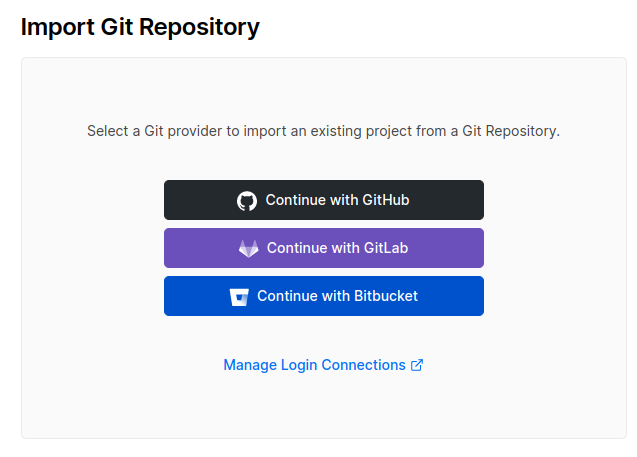 Import Git Repository
Select a Git provider to import an existing project from a Git Repository.
Continue with GitHub
Continue with GitLab
Continue with Bitbucket
Manage Login Connections